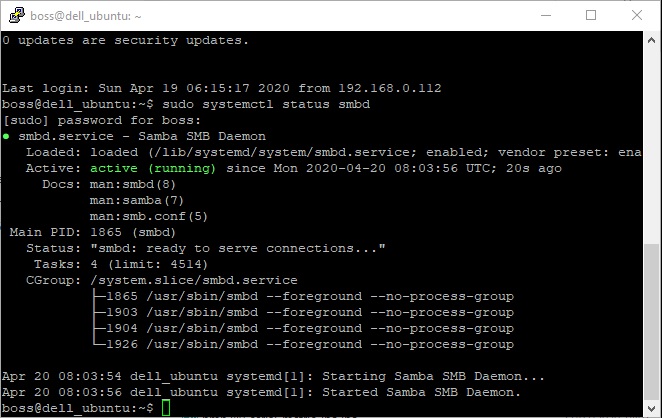 boss@dell_ubuntu: ~
0 updates are security updates.
Last login: Sun Apr 19 06:15:17 2020 from 192.168.0.112
boss@dell_ubuntu:~$ sudo systemctl status smbd
[sudo] password for boss:
● smbd.service - Samba SMB Daemon
   Loaded: loaded (/lib/systemd/system/smbd.service; enabled; vendor preset: ena
   Active: active (running) since Mon 2020-04-20 08:03:56 UTC; 20s ago
     Docs: man:smbd(8)
           man:samba(7)
           man:smb.conf(5)
 Main PID: 1865 (smbd)
   Status: "smbd: ready to serve connections..."
    Tasks: 4 (limit: 4514)
   CGroup: /system.slice/smbd.service
           ├─1865 /usr/sbin/smbd --foreground --no-process-group
           ├─1903 /usr/sbin/smbd --foreground --no-process-group
           ├─1904 /usr/sbin/smbd --foreground --no-process-group
           └─1926 /usr/sbin/smbd --foreground --no-process-group
Apr 20 08:03:54 dell_ubuntu systemd[1]: Starting Samba SMB Daemon...
Apr 20 08:03:56 dell_ubuntu systemd[1]: Started Samba SMB Daemon.
boss@dell_ubuntu:~$